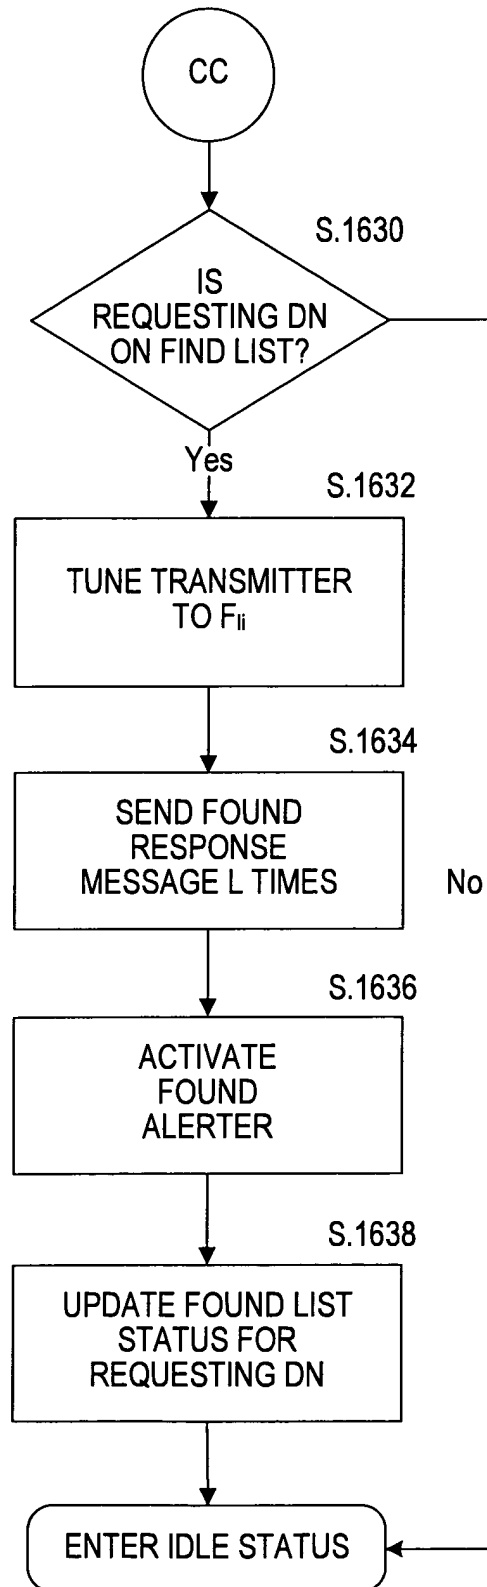 CC
S.1630
IS
REQUESTING DN
ON FIND LIST?
Yes
S.1632
TUNE TRANSMITTER
TO Fli
S.1634
SEND FOUND
RESPONSE
MESSAGE L TIMES
No
S.1636
ACTIVATE
FOUND
ALERTER
S.1638
UPDATE FOUND LIST
STATUS FOR
REQUESTING DN
ENTER IDLE STATUS